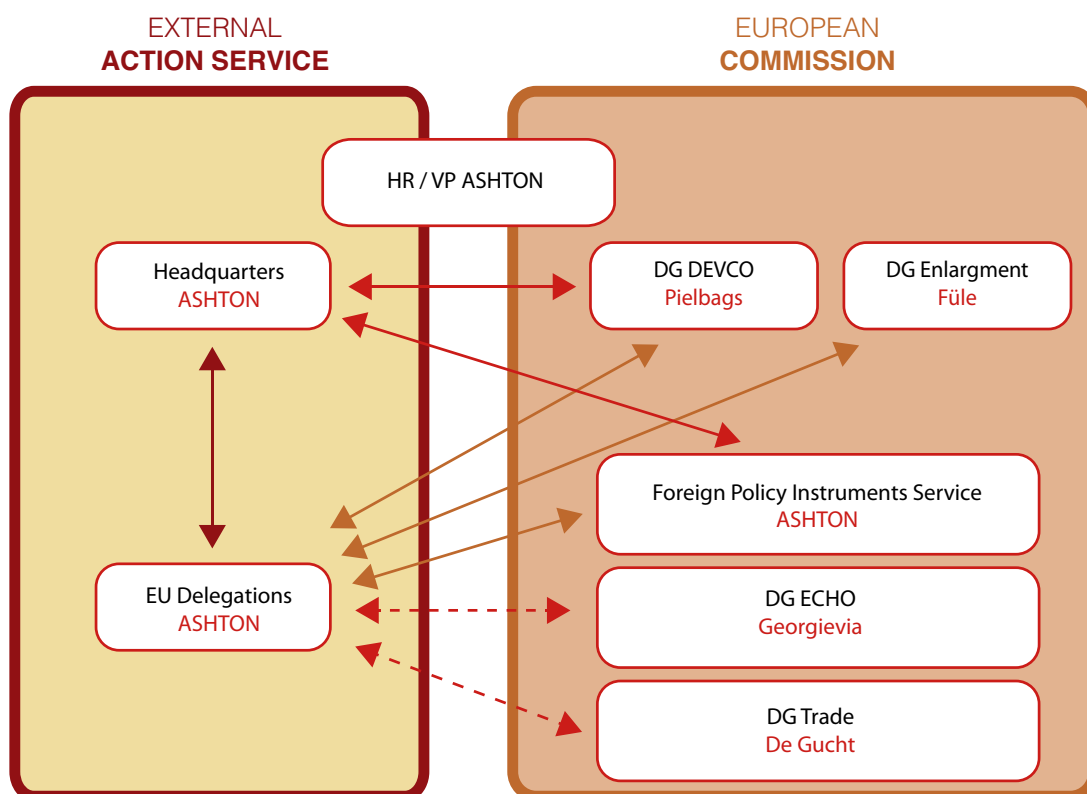 EXTERNAL
ACTION SERVICE
EUROPEAN
COMMISSION
HR / VP ASHTON
Headquarters
ASHTON
DG DEVCO
Pielbags
DG Enlargment
Füle
Foreign Policy Instruments Service
ASHTON
EU Delegations
ASHTON
DG ECHO
Georgievia
DG Trade
De Gucht